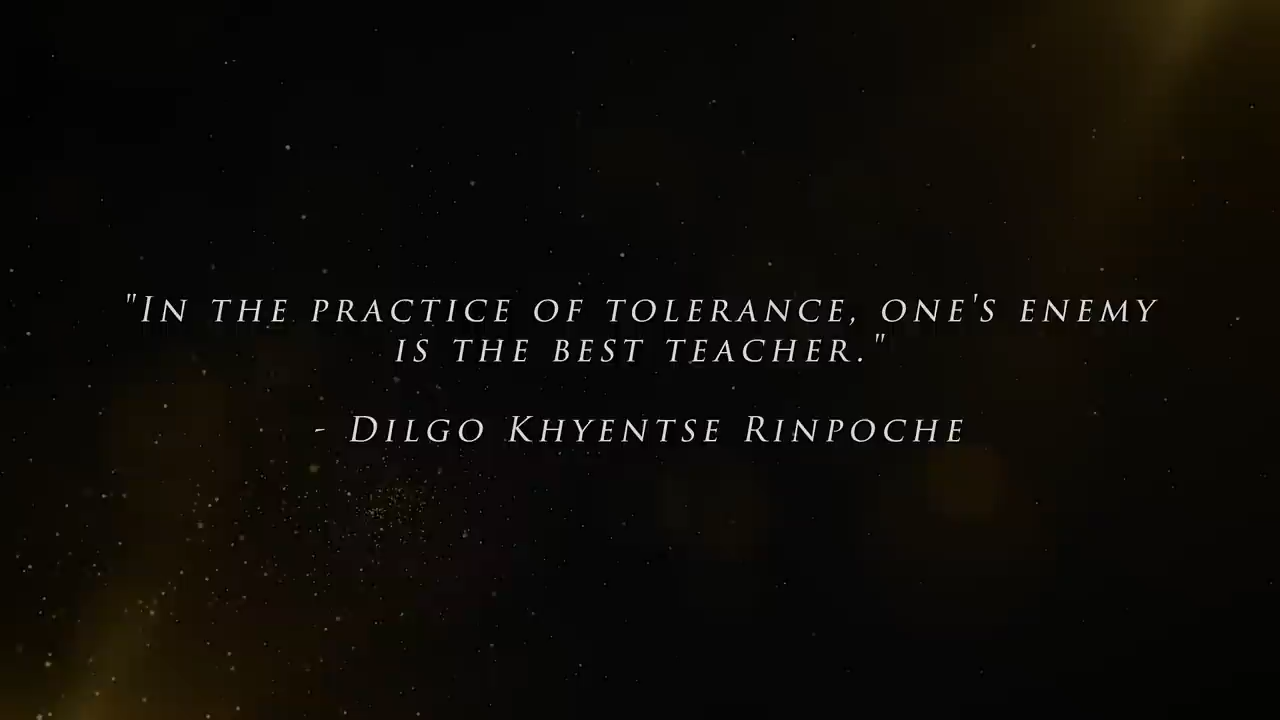 "In the practice of tolerance, one's enemy
is the best teacher."
- Dilgo Khyentse Rinpoche